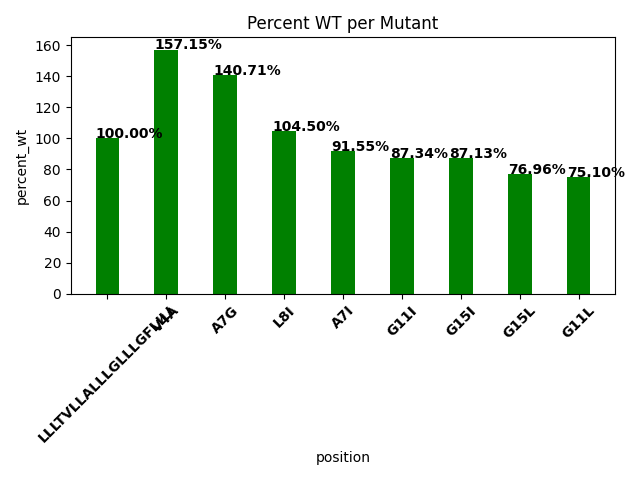 Percent WT per Mutant
percent_wt
160
140
120
100
80
60
40
20
0
100.00%
157.15%
140.71%
104.50%
91.55%
87.34%
87.13%
76.96%
75.10%
V4A
A7G
L8I
A7I
G11I
G15I
G15L
G11L
position